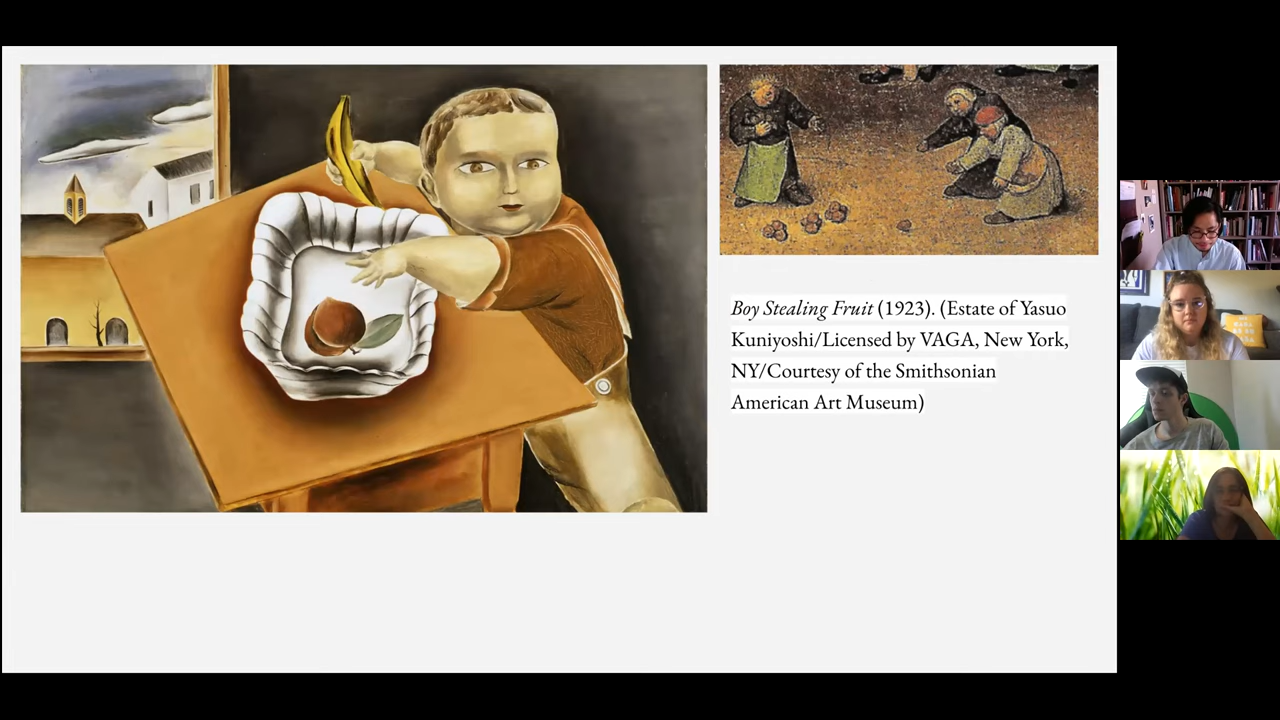 Boy Stealing Fruit (1923). (Estate of Yasuo
Kuniyoshi/Licensed by VAGA, New York,
NY/Courtesy of the Smithsonian
American Art Museum)